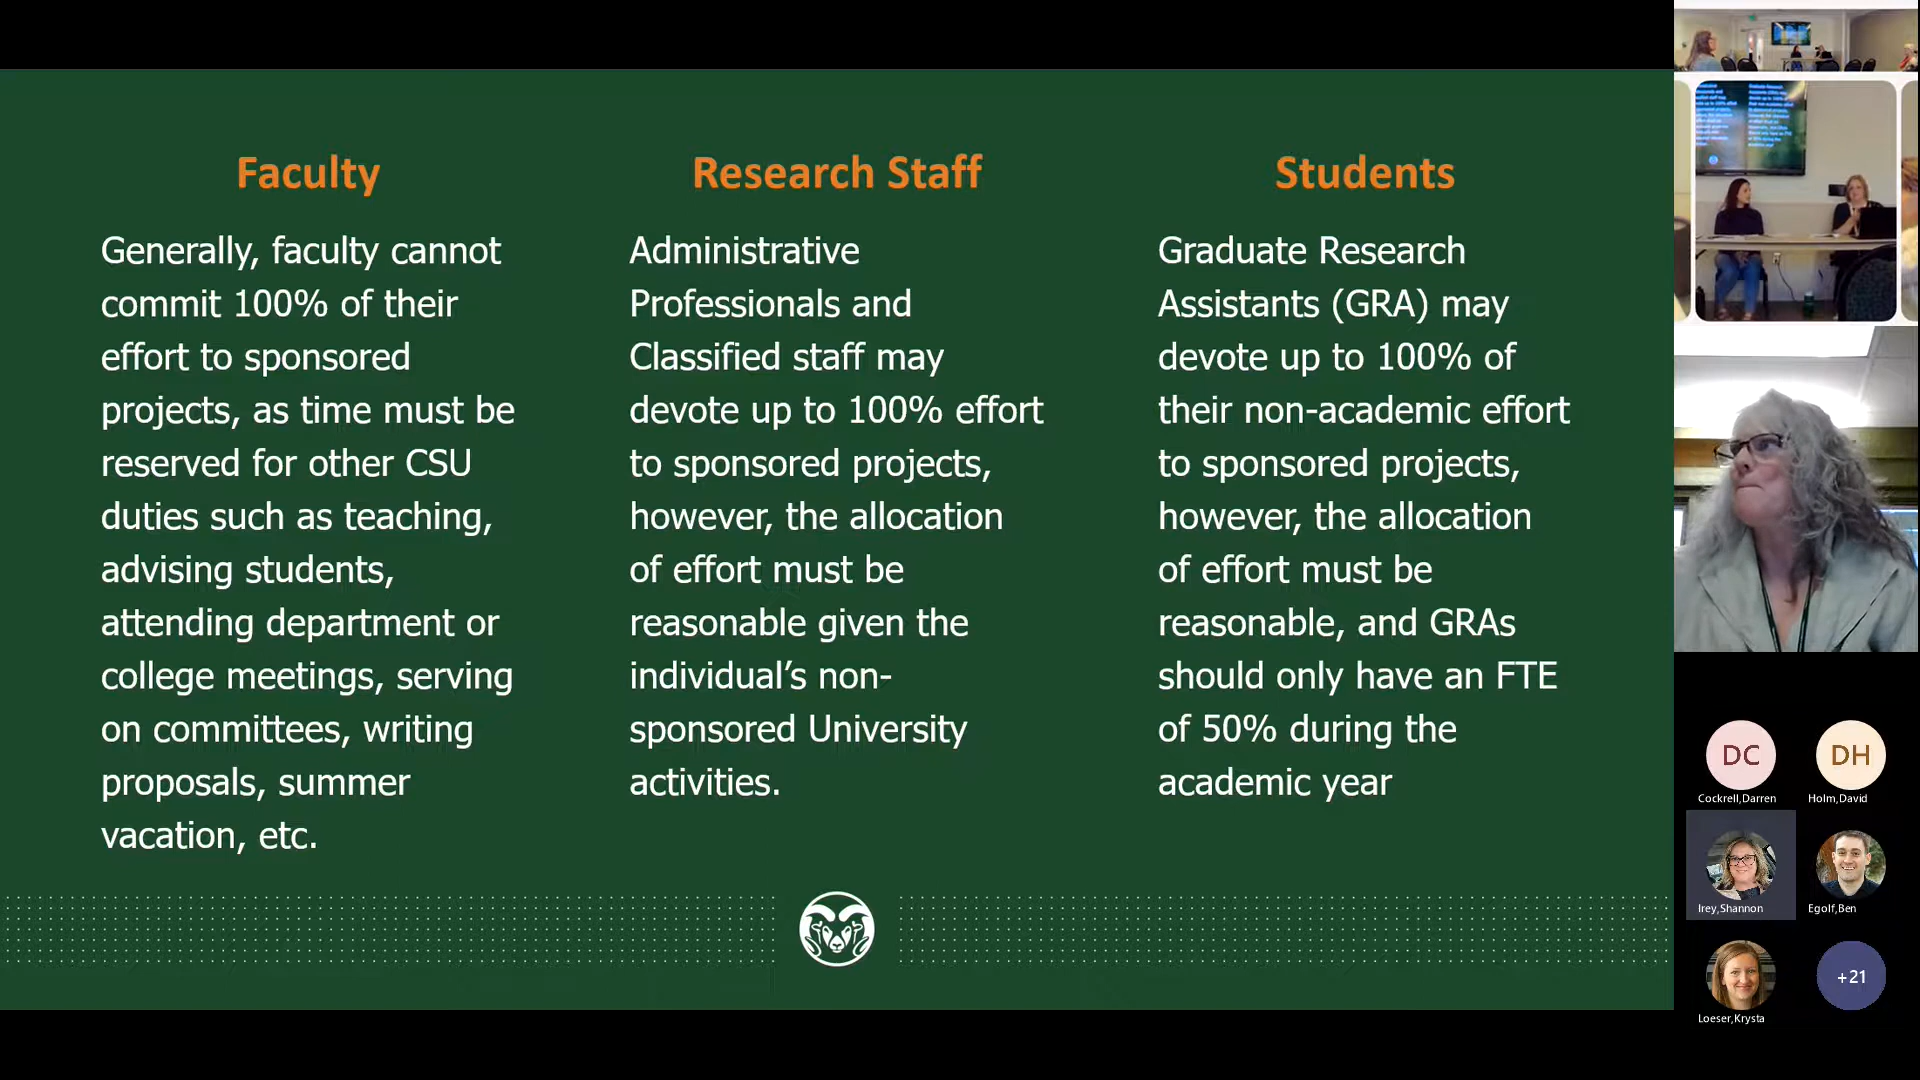 Faculty
Generally, faculty cannot
commit 100% of their
effort to sponsored
projects, as time must be
reserved for other CSU
duties such as teaching,
advising students,
attending department or
college meetings, serving
on committees, writing
proposals, summer
vacation, etc.
Research Staff
Administrative
Professionals and
Classified staff may
devote up to 100% effort
to sponsored projects,
however, the allocation
of effort must be
reasonable given the
individual’s non-
sponsored University
activities.
Students
Graduate Research
Assistants (GRA) may
devote up to 100% of
their non-academic effort
to sponsored projects,
however, the allocation
of effort must be
reasonable, and GRAs
should only have an FTE
of 50% during the
academic year
DC
Cockrell,Darren
DH
Holm,David
Irey,Shannon
Egolf,Ben
Loeser,Krysta
+21